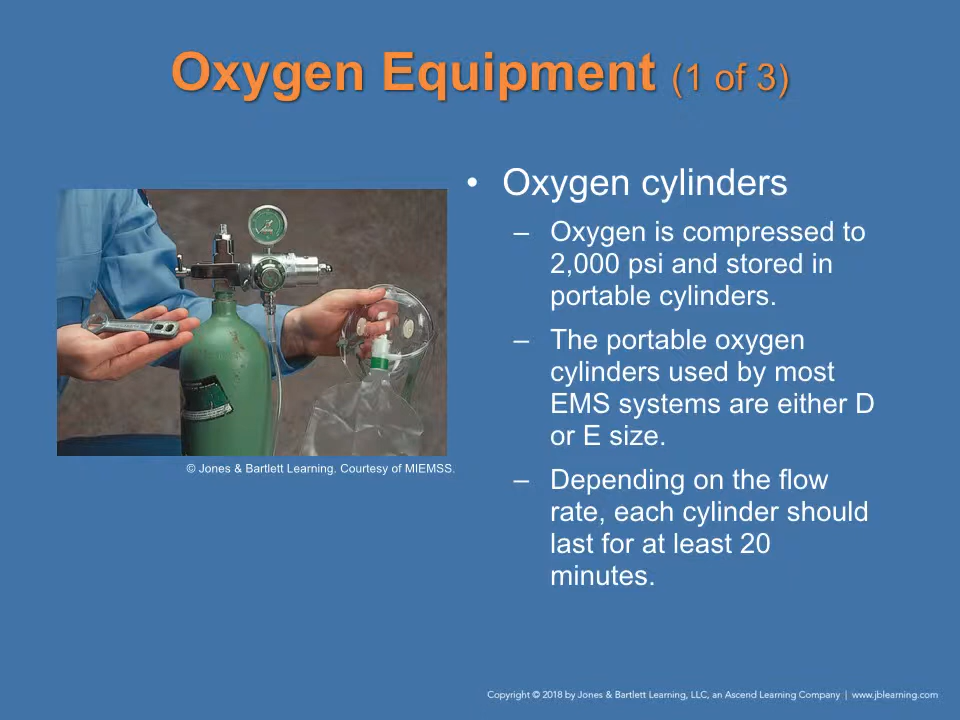 Oxygen Equipment (1 of 3)
• Oxygen cylinders
– Oxygen is compressed to
2,000 psi and stored in
portable cylinders.
– The portable oxygen
cylinders used by most
EMS systems are either D
or E size.
– Depending on the flow
rate, each cylinder should
last for at least 20
minutes.
© Jones & Bartlett Learning. Courtesy of MIEMSS.
Copyright © 2018 by Jones & Bartlett Learning, LLC, an Ascend Learning Company | www.jblearning.com